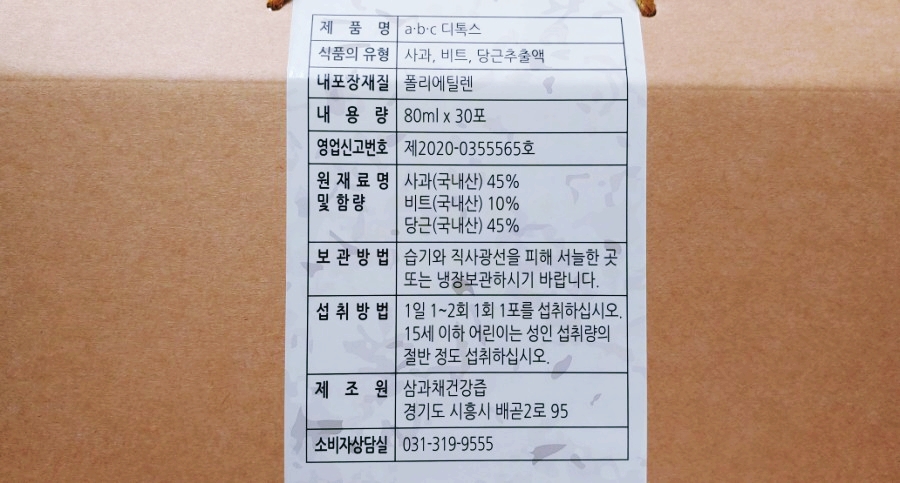 제 품 명 a·b·c 디톡스
식품의 유형 사과, 비트, 당근추출액
내포장재질 폴리에틸렌
내 용 량 80ml x 30포
영업신고번호 제2020-0355565호
원 재 료 명 사과(국내산) 45%
및 함량 비트(국내산) 10%
당근(국내산) 45%
보 관 방 법 습기와 직사광선을 피해 서늘한 곳
또는 냉장보관하시기 바랍니다.
섭 취 방 법 1일 1~2회 1회 1포를 섭취하십시오.
15세 이하 어린이는 성인 섭취량의
절반 정도 섭취하십시오.
제 조 원 삼과채건강즙
경기도 시흥시 배곧2로 95
소비자상담실 031-319-9555